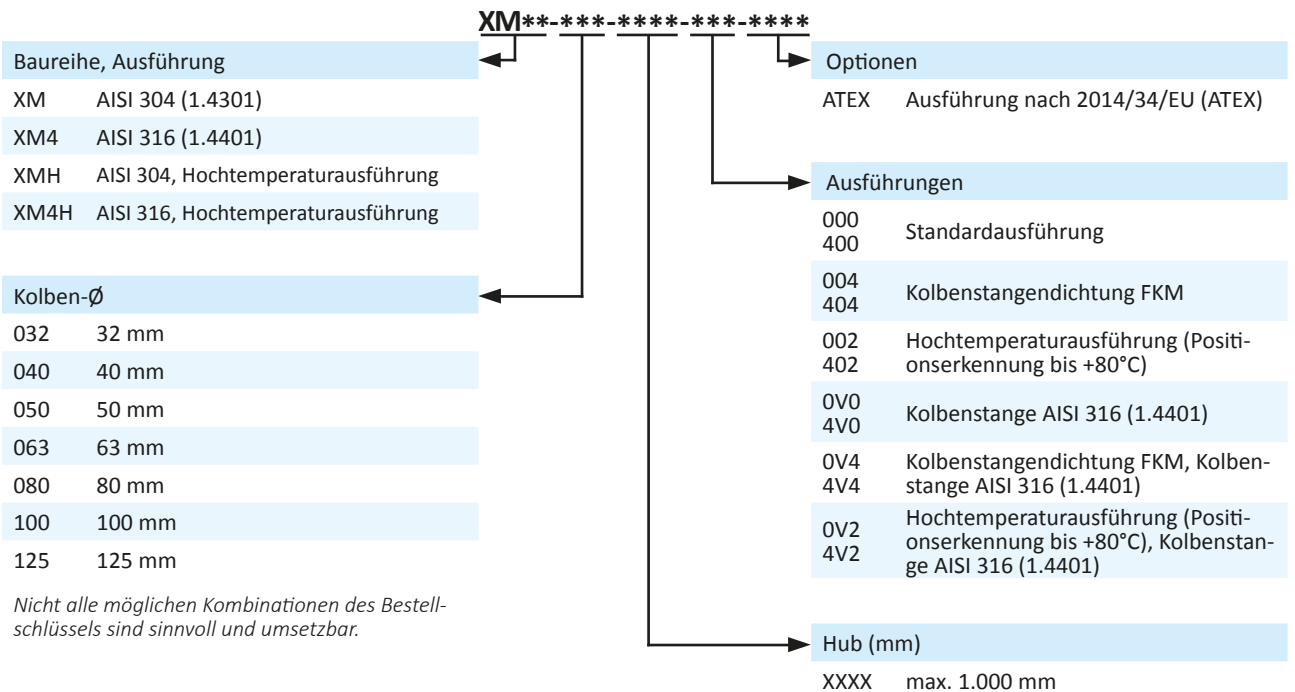 XM**-***-****-***-****
Baureihe, Ausführung
XM AISI 304 (1.4301)
XM4 AISI 316 (1.4401)
XMH AISI 304, Hochtemperaturausführung
XM4H AISI 316, Hochtemperaturausführung
Kolben-Ø
032 32 mm
040 40 mm
050 50 mm
063 63 mm
080 80 mm
100 100 mm
125 125 mm
Nicht alle möglichen Kombinationen des Bestell-
schlüssels sind sinnvoll und umsetzbar.
Optionen
ATEX Ausführung nach 2014/34/EU (ATEX)
Ausführungen
000
400
Standardausführung
004
404
Kolbenstangendichtung FKM
002
402
Hochtemperaturausführung (Positi-
onserkennung bis +80°C)
0V0
4V0
Kolbenstange AISI 316 (1.4401)
0V4
4V4
Kolbenstangendichtung FKM, Kolben-
stange AISI 316 (1.4401)
0V2
4V2
Hochtemperaturausführung (Positi-
onserkennung bis +80°C), Kolbenstan-
ge AISI 316 (1.4401)
Hub (mm)
XXXX max. 1.000 mm